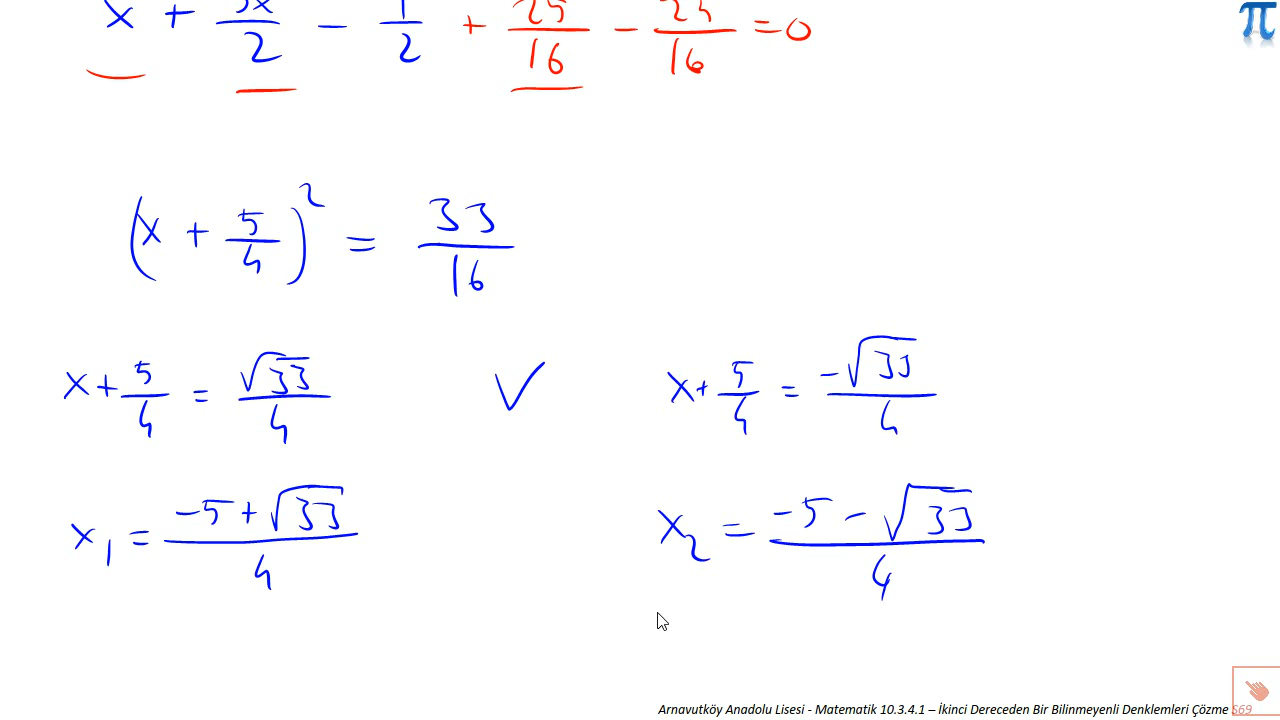 x + 5x/2 − 1/2 + 25/16 − 25/16 = 0
(x + 5/4)² = 33/16
x + 5/4 = √33/4 √ x + 5/4 = −√33/4
x₁ = (−5 + √33)/4 x₂ = (−5 − √33)/4
Arnavutköy Anadolu Lisesi - Matematik 10.3.4.1 – İkinci Dereceden Bir Bilinmeyenli Denklemleri Çözme S69